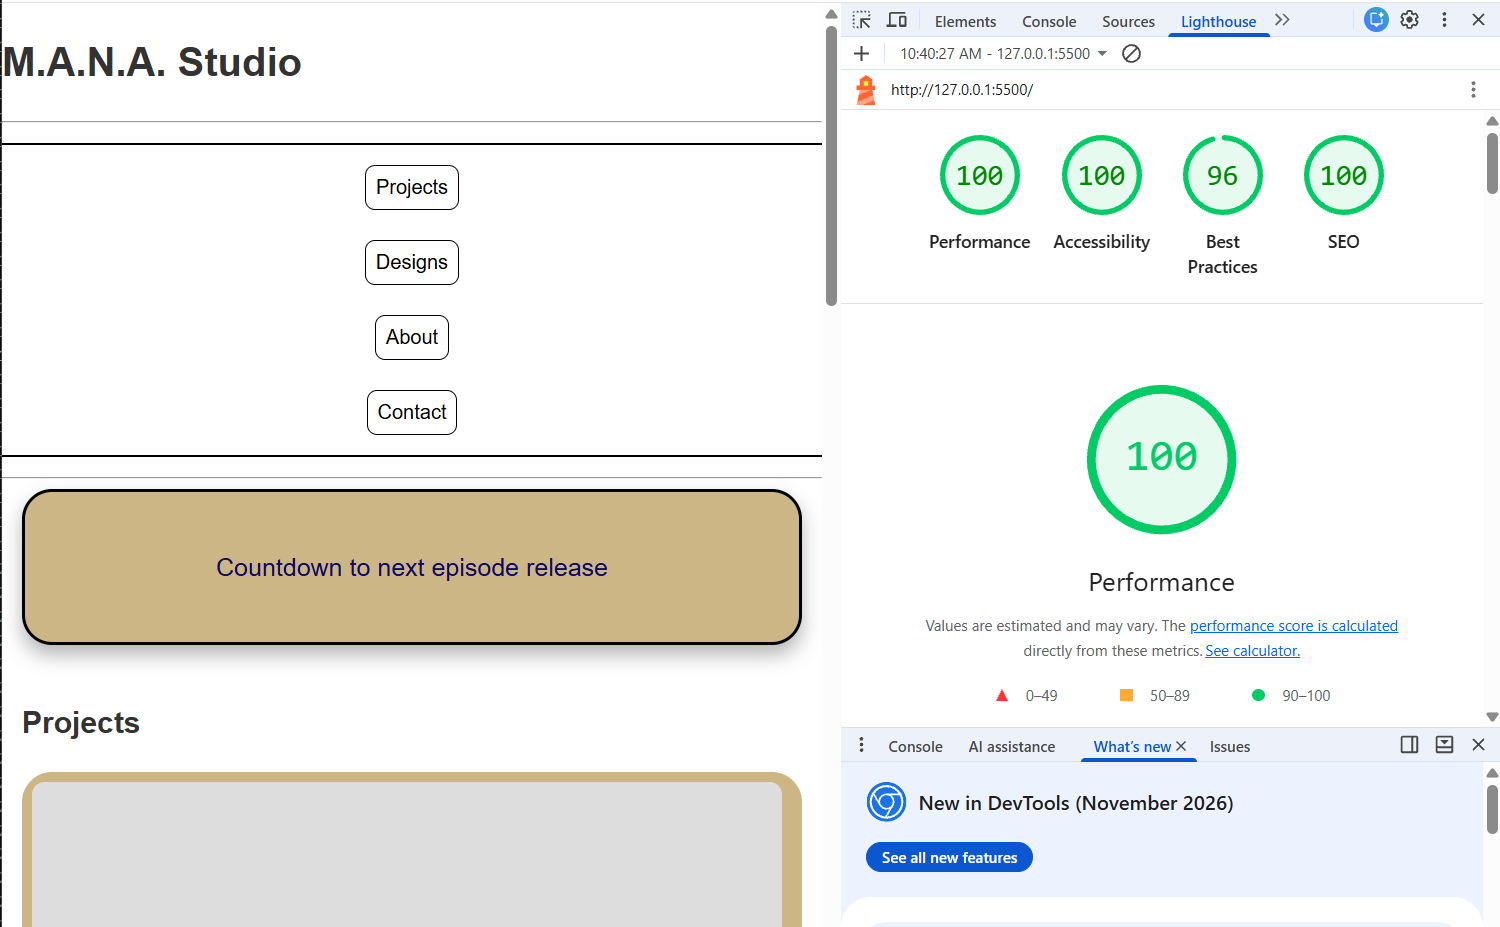 M.A.N.A. Studio
Projects
Designs
About
Contact
Countdown to next episode release
Projects
Elements Console Sources Lighthouse
10:40:27 AM - 127.0.0.1:5500
http://127.0.0.1:5500/
100 100 96 100
Performance Accessibility Best Practices SEO
100
Performance
Values are estimated and may vary. The performance score is calculated
directly from these metrics. See calculator.
0–49 50–89 90–100
Console AI assistance What's new Issues
New in DevTools (November 2026)
See all new features